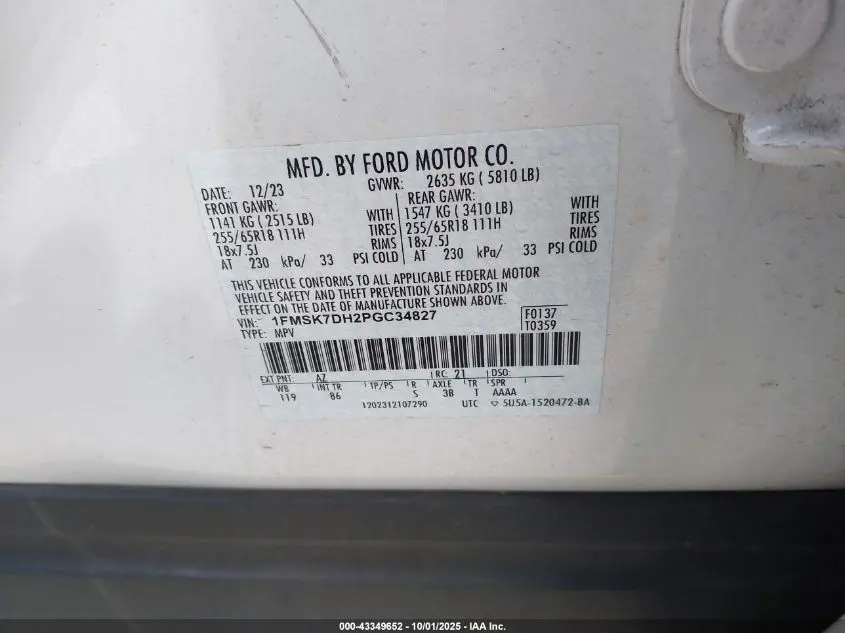 MFD. BY FORD MOTOR CO.
DATE: 12/23 GVWR: 2635 KG ( 5810 LB)
FRONT GAWR: REAR GAWR:
1141 KG ( 2515 LB) WITH 1547 KG ( 3410 LB) WITH
255/65R18 111H TIRES 255/65R18 111H TIRES
18x7.5J RIMS 18x7.5J RIMS
AT 230 kPa/ 33 PSI COLD AT 230 kPa/ 33 PSI COLD
THIS VEHICLE CONFORMS TO ALL APPLICABLE FEDERAL MOTOR
VEHICLE SAFETY AND THEFT PREVENTION STANDARDS IN
EFFECT ON THE DATE OF MANUFACTURE SHOWN ABOVE.
VIN: 1FMSK7DH2PGC34827 F0137
TYPE: MPV T0359
EXT PNT: AZ RC: 21 DSO:
WB INT TR TP/PS R AXLE TR SPR
119 86 S 3B T AAAA
1202312107290 UTC ▽ 5U5A-1520472-BA
000-43349652 - 10/01/2025 - IAA Inc.